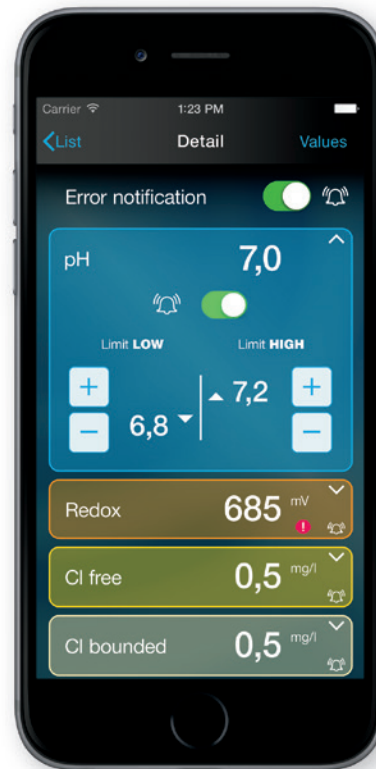 Carrier 1:23 PM
List Detail Values
Error notification
pH 7,0
Limit LOW Limit HIGH
+ 7,2 +
− 6,8 −
Redox 685 mV
!
Cl free 0,5 mg/l
Cl bounded 0,5 mg/l